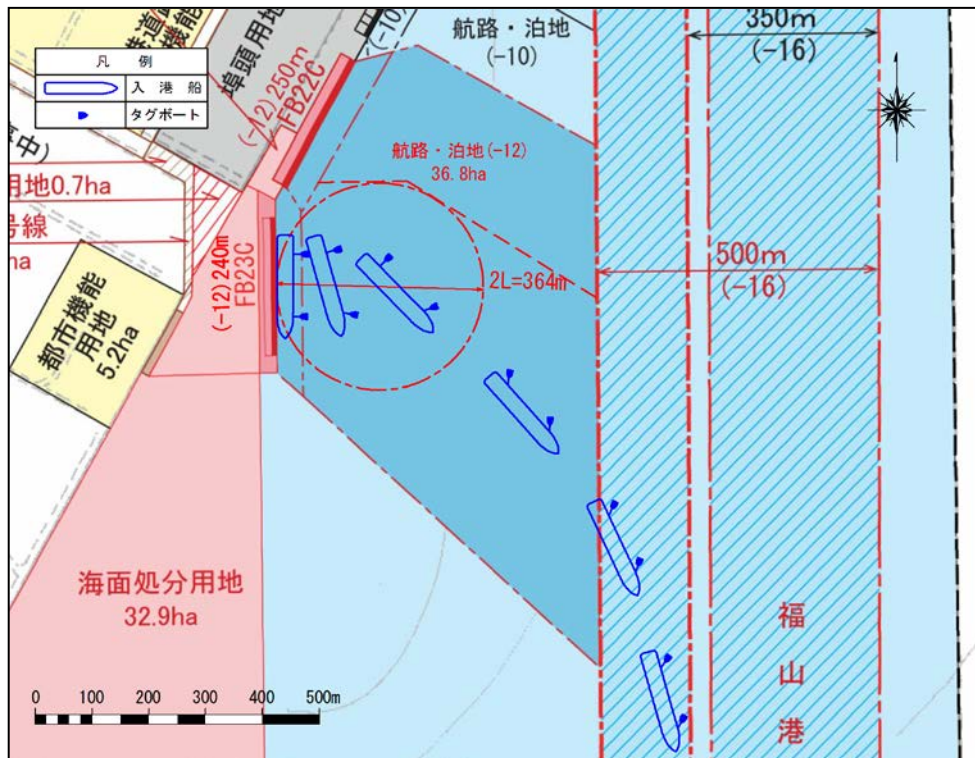 凡 例
入 港 船
タグボート
埠頭用地
機能
(-12)250m
FB22C
(-10)
航路・泊地
(-10)
350m
(-16)
航路・泊地(-12)
36.8ha
用地0.7ha
号線
(-12)240m
FB23C
2L=364m
500m
(-16)
都市機能
用地
5.2ha
海面処分用地
32.9ha
福山港
0 100 200 300 400 500m